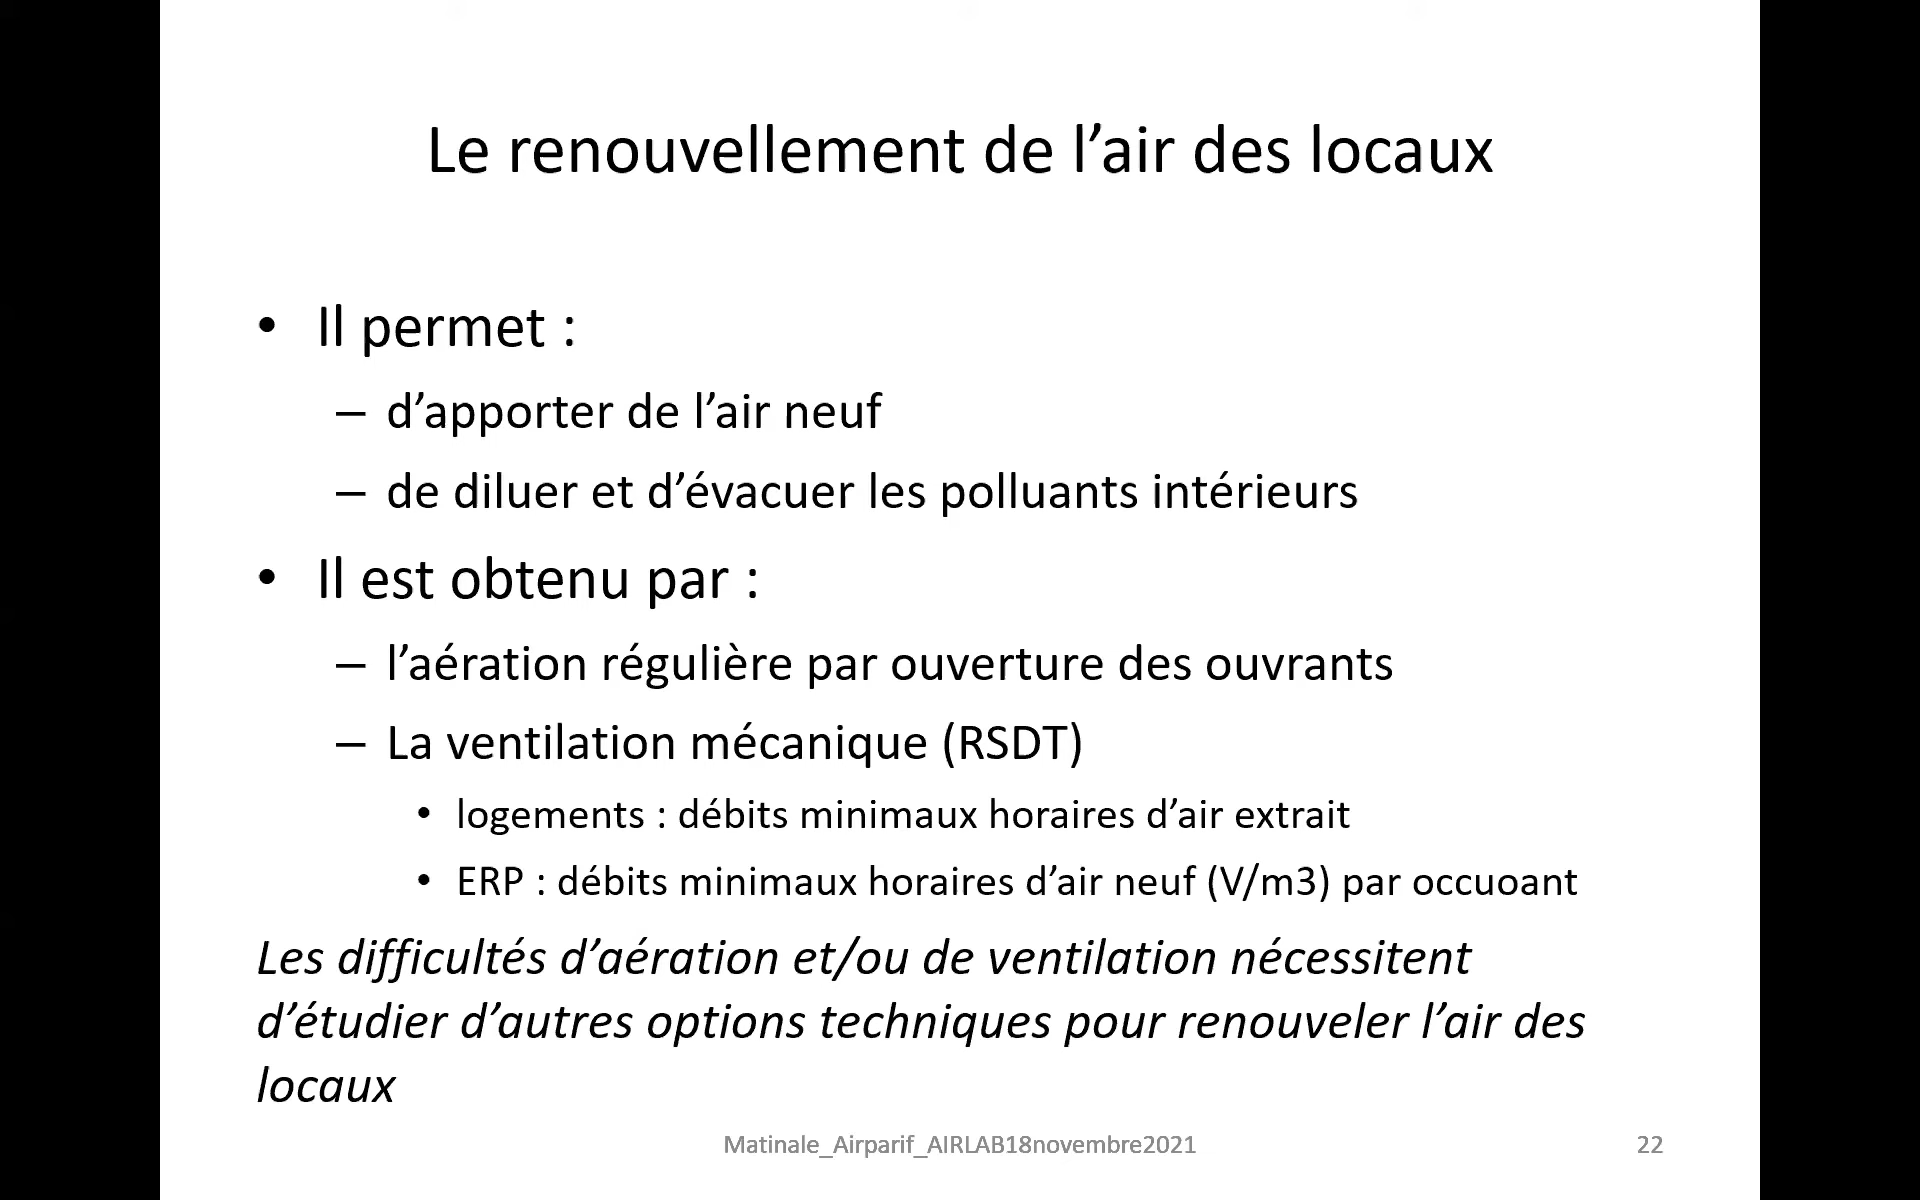 Le renouvellement de l’air des locaux
• Il permet :
– d’apporter de l’air neuf
– de diluer et d’évacuer les polluants intérieurs
• Il est obtenu par :
– l’aération régulière par ouverture des ouvrants
– La ventilation mécanique (RSDT)
• logements : débits minimaux horaires d’air extrait
• ERP : débits minimaux horaires d’air neuf (V/m3) par occuoant
Les difficultés d’aération et/ou de ventilation nécessitent
d’étudier d’autres options techniques pour renouveler l’air des
locaux
Matinale_Airparif_AIRLAB18novembre2021
22